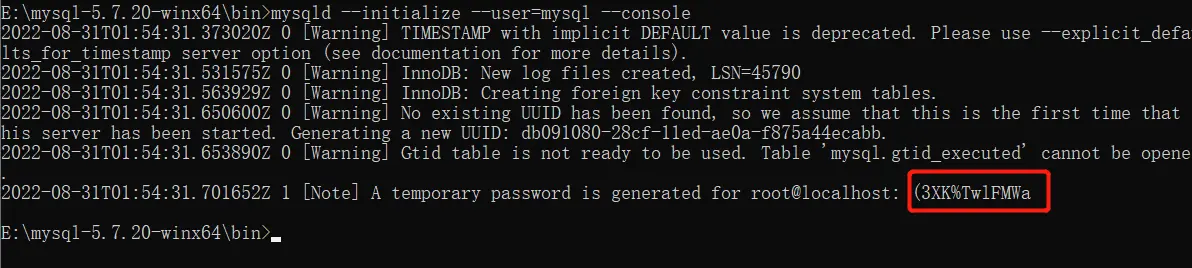 E:\mysql-5.7.20-winx64\bin>mysqld --initialize --user=mysql --console
2022-08-31T01:54:31.373020Z 0 [Warning] TIMESTAMP with implicit DEFAULT value is deprecated. Please use --explicit_defa
lts_for_timestamp server option (see documentation for more details).
2022-08-31T01:54:31.531575Z 0 [Warning] InnoDB: New log files created, LSN=45790
2022-08-31T01:54:31.563929Z 0 [Warning] InnoDB: Creating foreign key constraint system tables.
2022-08-31T01:54:31.650600Z 0 [Warning] No existing UUID has been found, so we assume that this is the first time that
his server has been started. Generating a new UUID: db091080-28cf-11ed-ae0a-f875a44ecabb.
2022-08-31T01:54:31.653890Z 0 [Warning] Gtid table is not ready to be used. Table 'mysql.gtid_executed' cannot be opene
.
2022-08-31T01:54:31.701652Z 1 [Note] A temporary password is generated for root@localhost: (3XK%TwlFMWa
E:\mysql-5.7.20-winx64\bin>